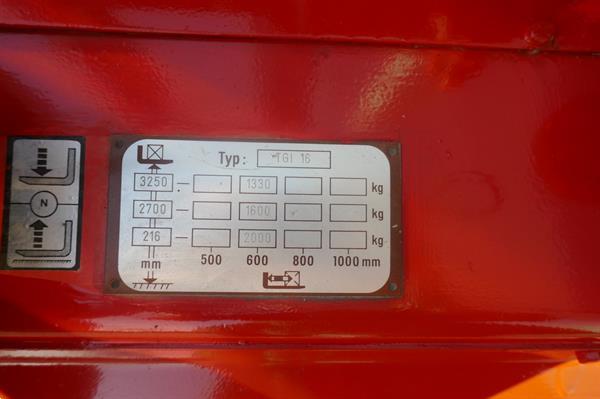 Typ: TGI 16
3250 1330 kg
2700 1600 kg
N
216 2000 kg
mm 500 600 800 1000 mm